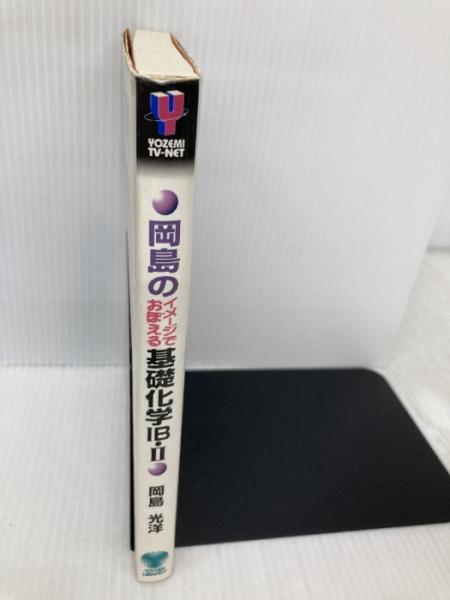 YOZEMI
TV-NET
岡島の
イメージで
おぼえる
基礎化学IB・II
岡島 光洋